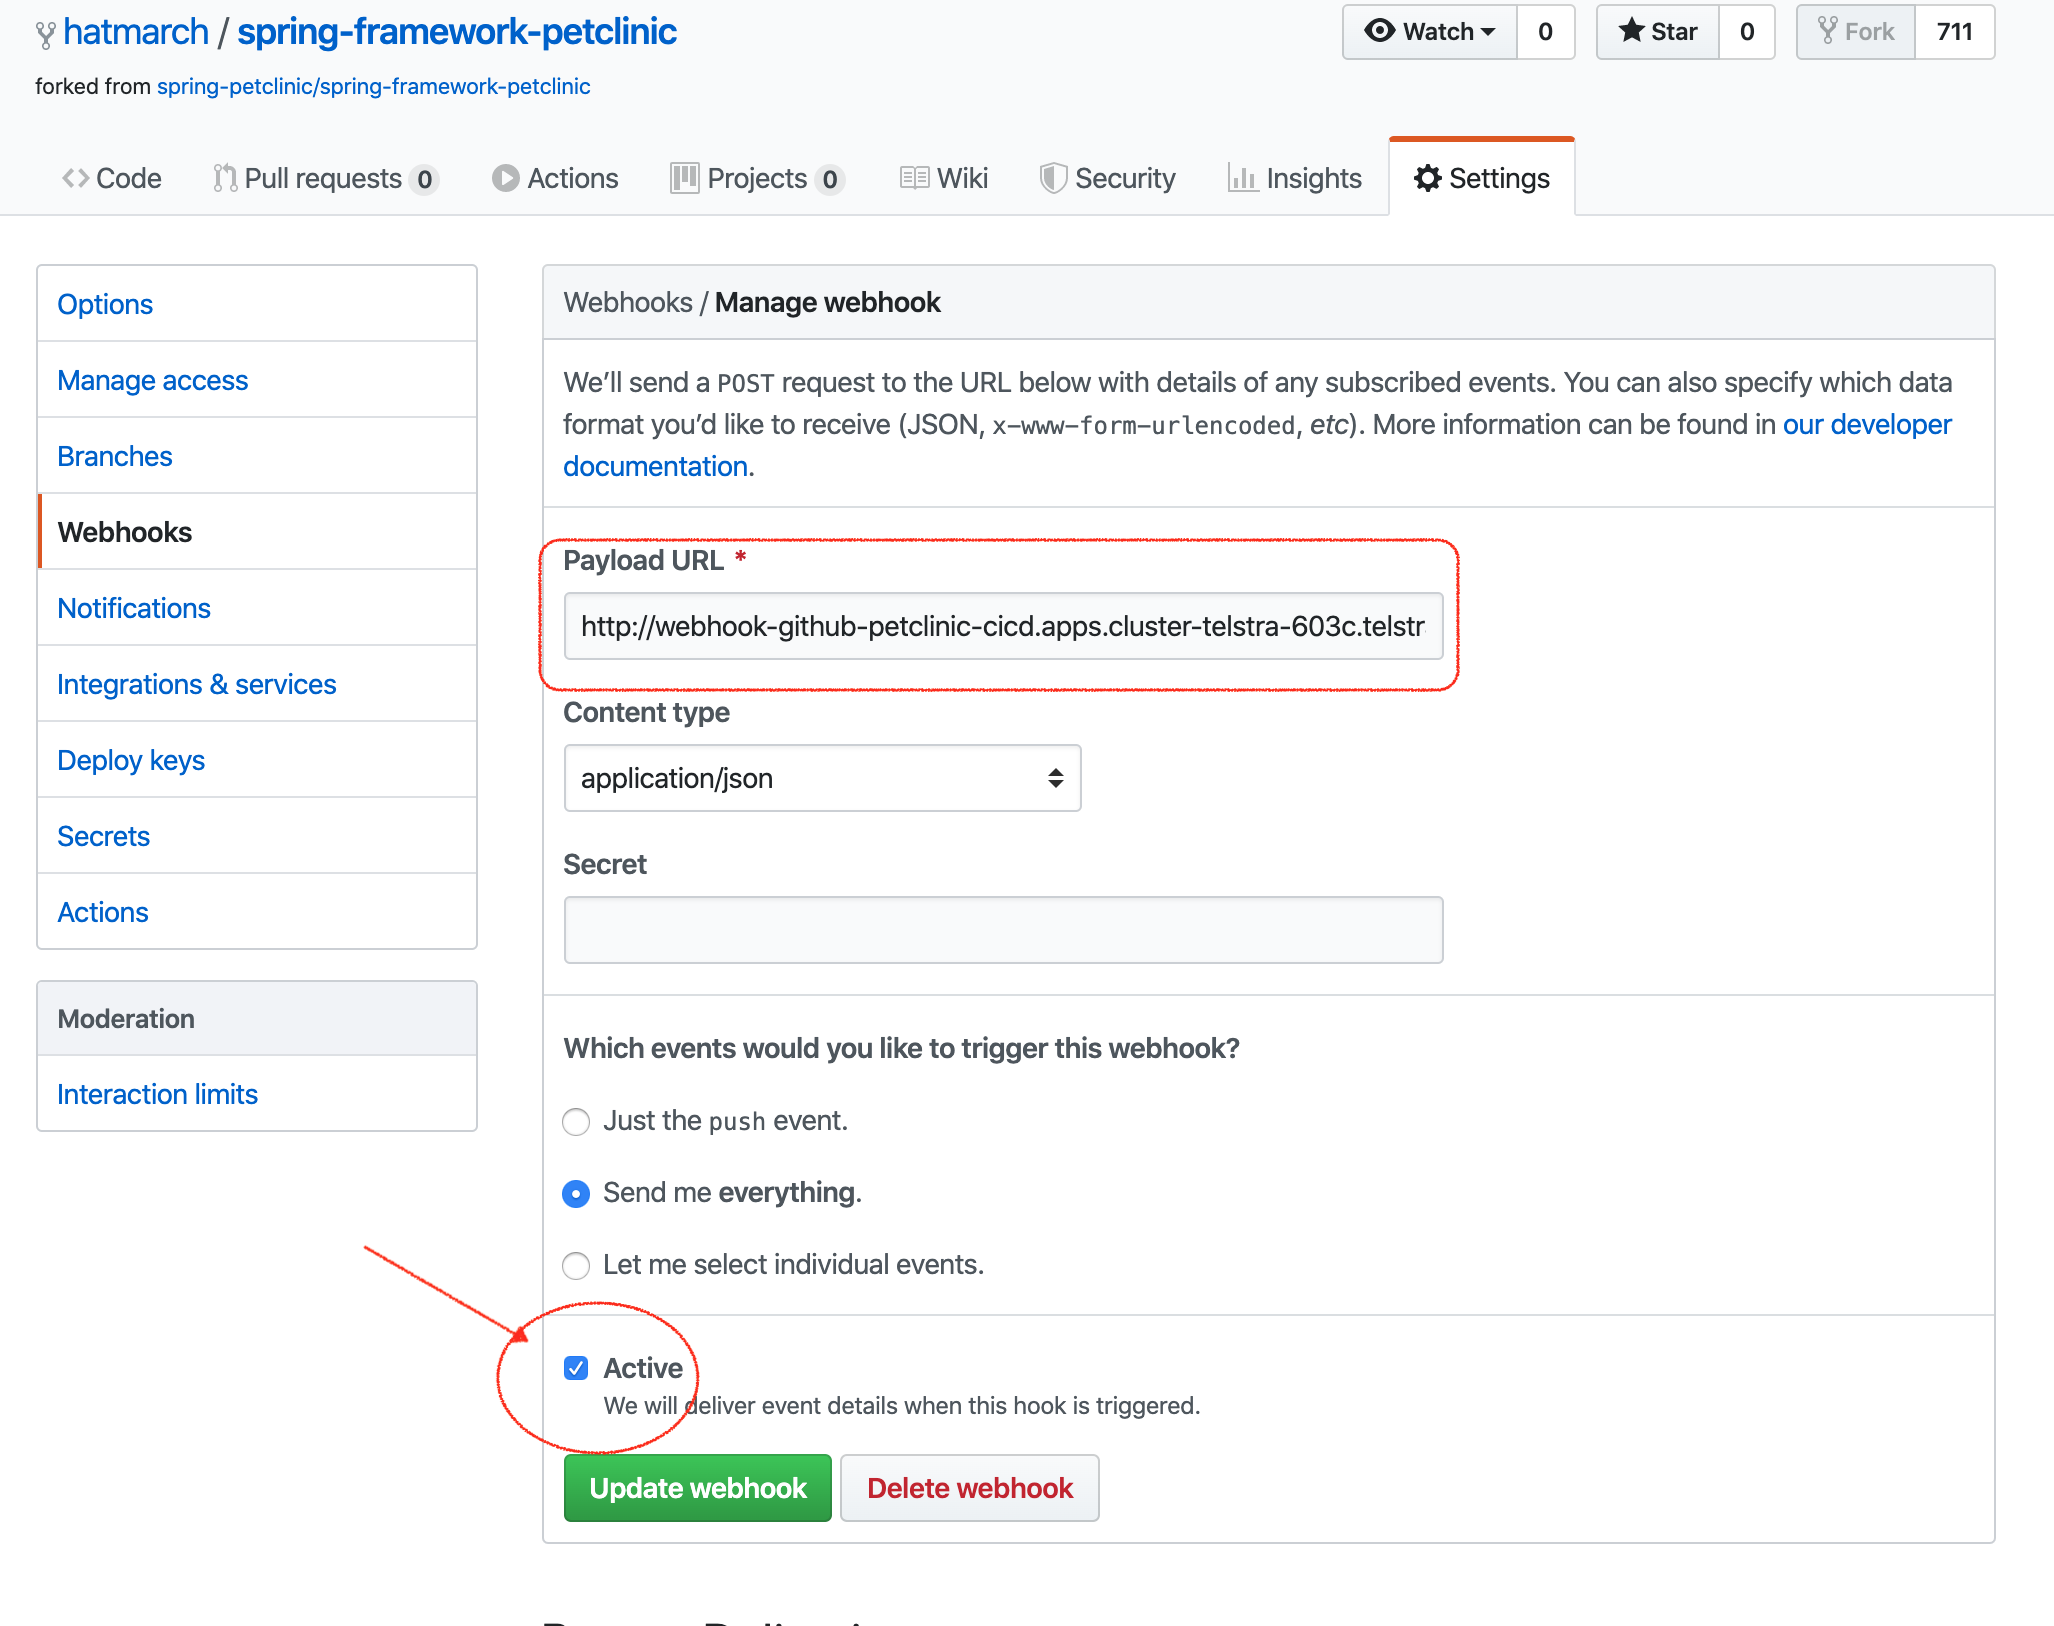 hatmarch / spring-framework-petclinic
Watch 0
Star 0
Fork 711
forked from spring-petclinic/spring-framework-petclinic
Code
Pull requests 0
Actions
Projects 0
Wiki
Security
Insights
Settings
Options
Manage access
Branches
Webhooks
Notifications
Integrations & services
Deploy keys
Secrets
Actions
Moderation
Interaction limits
Webhooks / Manage webhook
We’ll send a POST request to the URL below with details of any subscribed events. You can also specify which data
format you’d like to receive (JSON, x-www-form-urlencoded, etc). More information can be found in our developer
documentation.
Payload URL *
http://webhook-github-petclinic-cicd.apps.cluster-telstra-603c.telstr
Content type
application/json
Secret
Which events would you like to trigger this webhook?
Just the push event.
Send me everything.
Let me select individual events.
Active
We will deliver event details when this hook is triggered.
Update webhook
Delete webhook